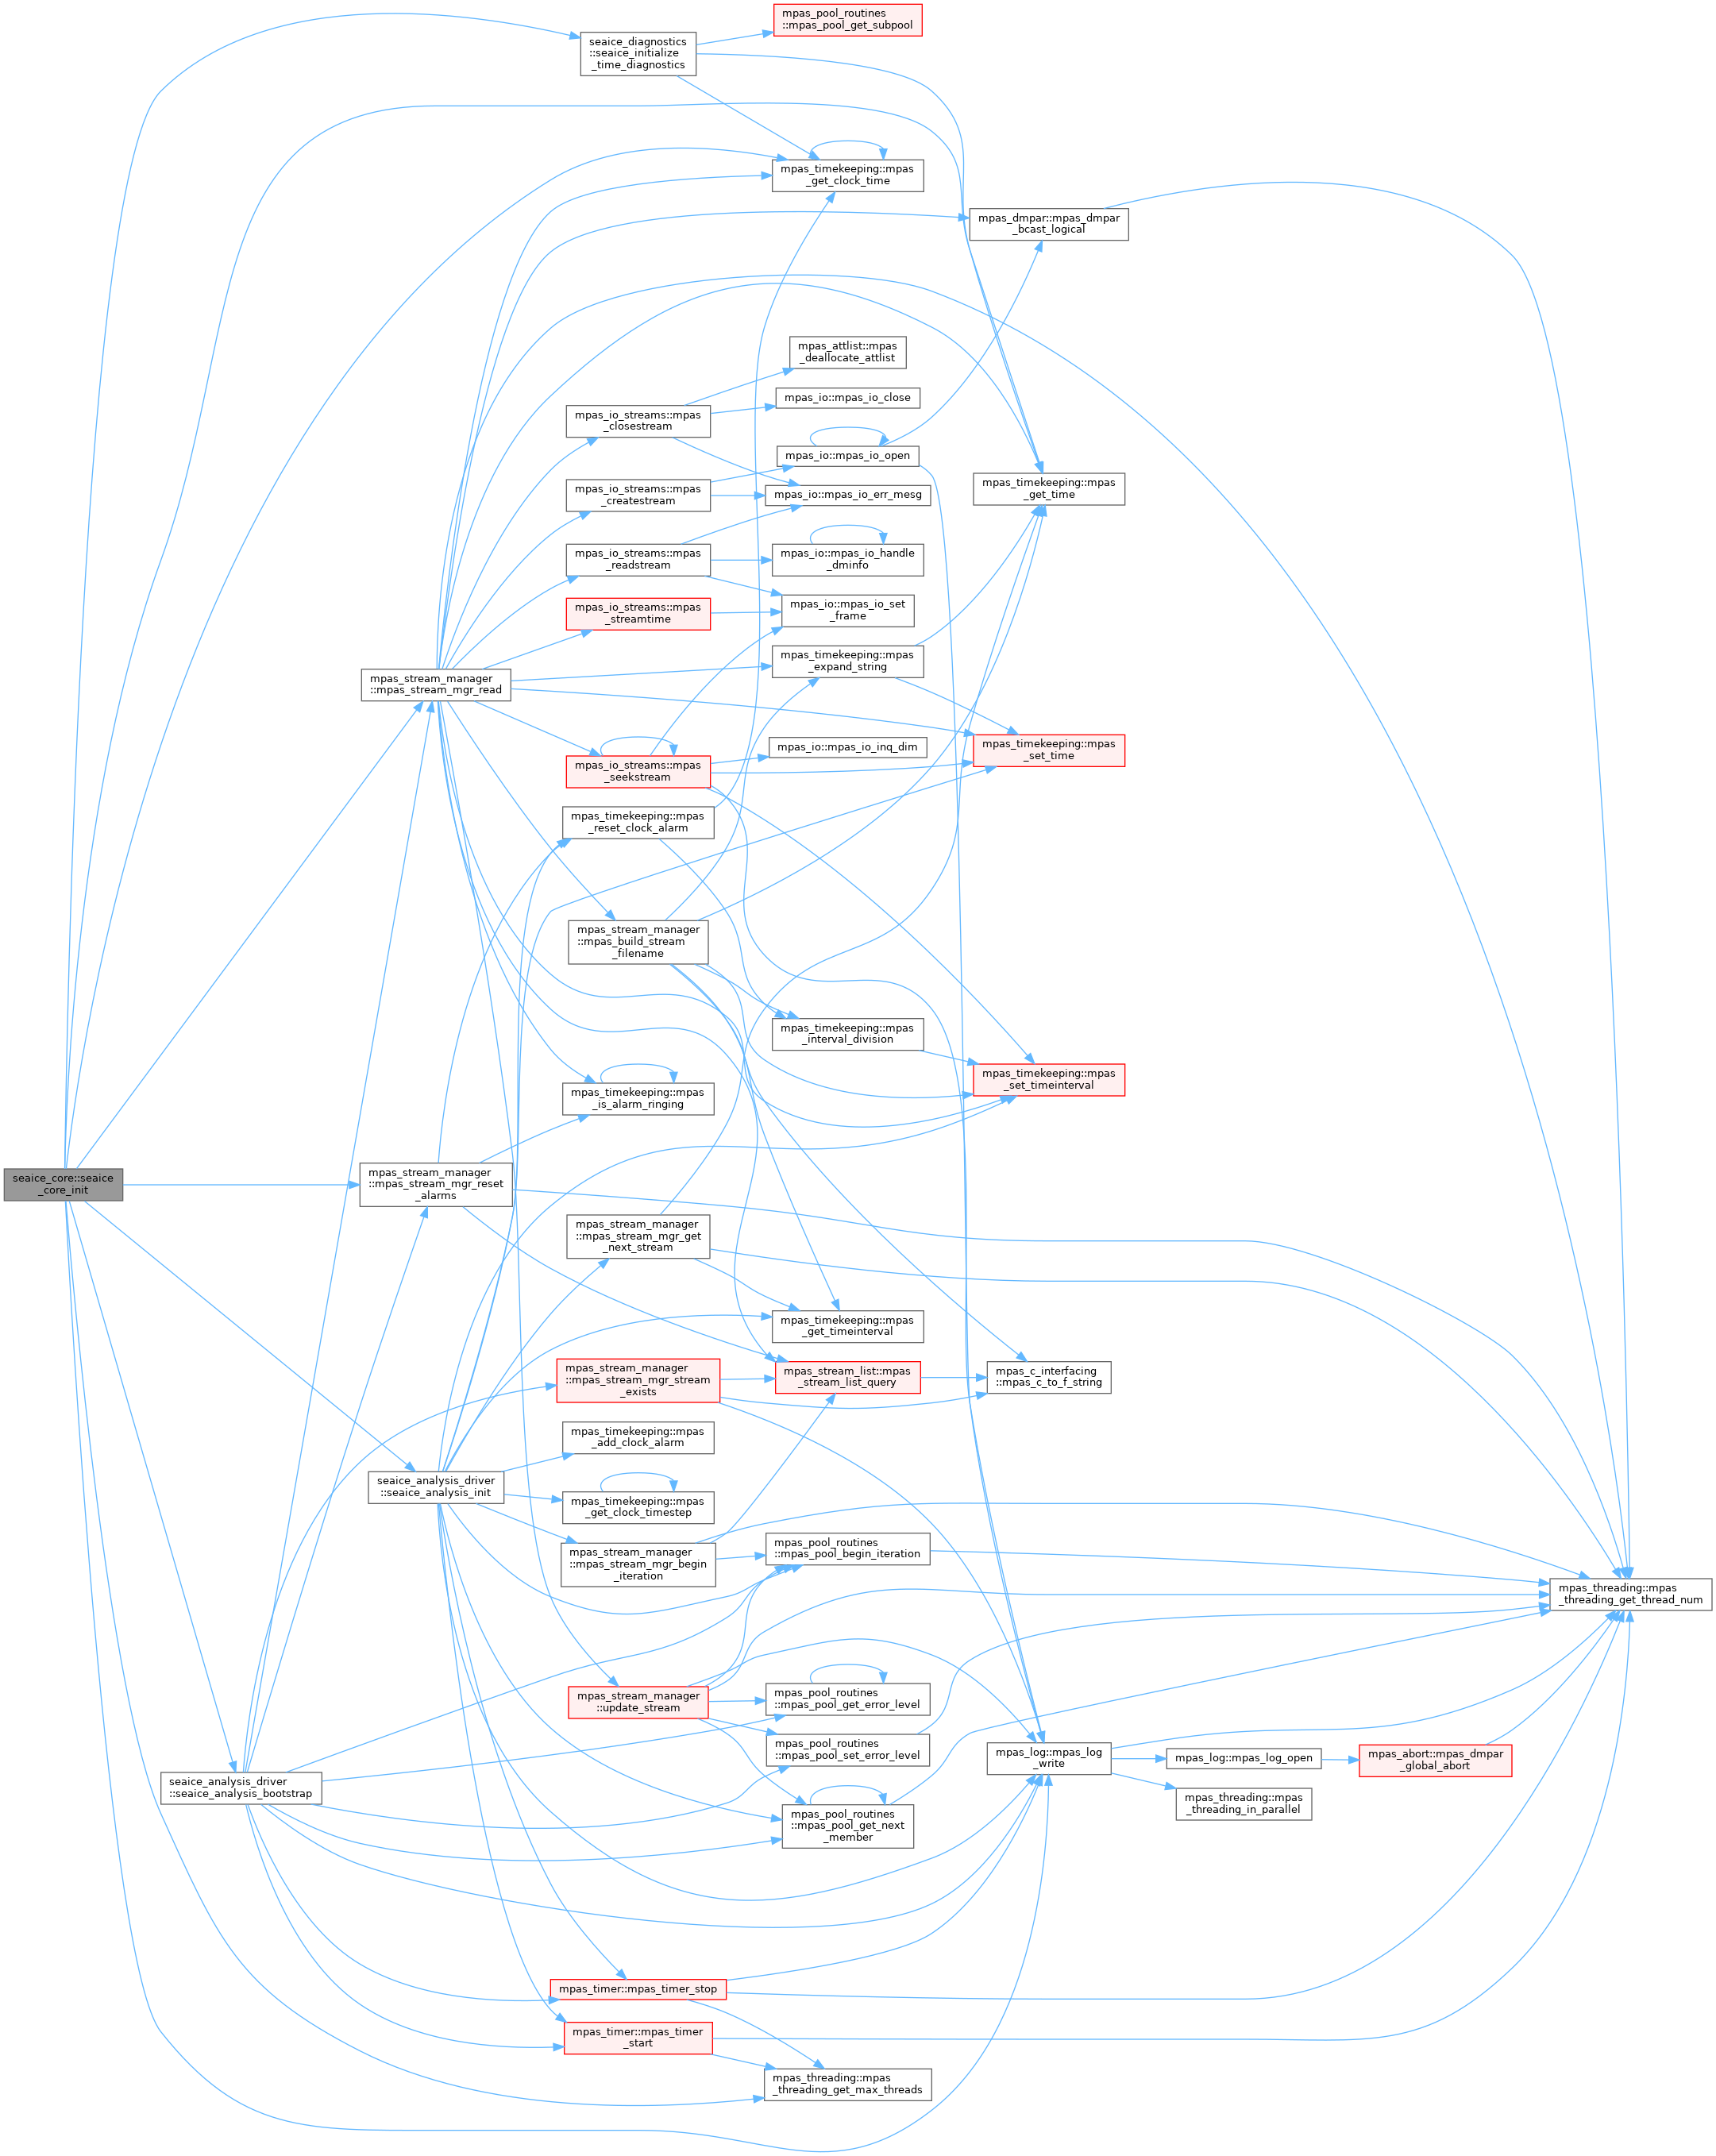 mpas_pool_routines
::mpas_pool_get_subpool
seaice_diagnostics
::seaice_initialize
_time_diagnostics
mpas_timekeeping::mpas
_get_clock_time
mpas_dmpar::mpas_dmpar
_bcast_logical
mpas_attlist::mpas
_deallocate_attlist
mpas_io::mpas_io_close
mpas_io_streams::mpas
_closestream
mpas_io::mpas_io_open
mpas_io_streams::mpas
_createstream
mpas_io::mpas_io_err_mesg
mpas_timekeeping::mpas
_get_time
mpas_io_streams::mpas
_readstream
mpas_io::mpas_io_handle
_dminfo
mpas_io_streams::mpas
_streamtime
mpas_io::mpas_io_set
_frame
mpas_stream_manager
::mpas_stream_mgr_read
mpas_timekeeping::mpas
_expand_string
mpas_io::mpas_io_inq_dim
mpas_timekeeping::mpas
_set_time
mpas_io_streams::mpas
_seekstream
mpas_timekeeping::mpas
_reset_clock_alarm
mpas_stream_manager
::mpas_build_stream
_filename
mpas_timekeeping::mpas
_interval_division
mpas_timekeeping::mpas
_set_timeinterval
mpas_timekeeping::mpas
_is_alarm_ringing
seaice_core::seaice
_core_init
mpas_stream_manager
::mpas_stream_mgr_reset
_alarms
mpas_stream_manager
::mpas_stream_mgr_get
_next_stream
mpas_timekeeping::mpas
_get_timeinterval
mpas_stream_manager
::mpas_stream_mgr_stream
_exists
mpas_stream_list::mpas
_stream_list_query
mpas_c_interfacing
::mpas_c_to_f_string
mpas_timekeeping::mpas
_add_clock_alarm
seaice_analysis_driver
::seaice_analysis_init
mpas_timekeeping::mpas
_get_clock_timestep
mpas_stream_manager
::mpas_stream_mgr_begin
_iteration
mpas_pool_routines
::mpas_pool_begin_iteration
mpas_threading::mpas
_threading_get_thread_num
mpas_stream_manager
::update_stream
mpas_pool_routines
::mpas_pool_get_error_level
mpas_pool_routines
::mpas_pool_set_error_level
mpas_log::mpas_log
_write
mpas_log::mpas_log_open
mpas_abort::mpas_dmpar
_global_abort
seaice_analysis_driver
::seaice_analysis_bootstrap
mpas_threading::mpas
_threading_in_parallel
mpas_pool_routines
::mpas_pool_get_next
_member
mpas_timer::mpas_timer_stop
mpas_timer::mpas_timer
_start
mpas_threading::mpas
_threading_get_max_threads